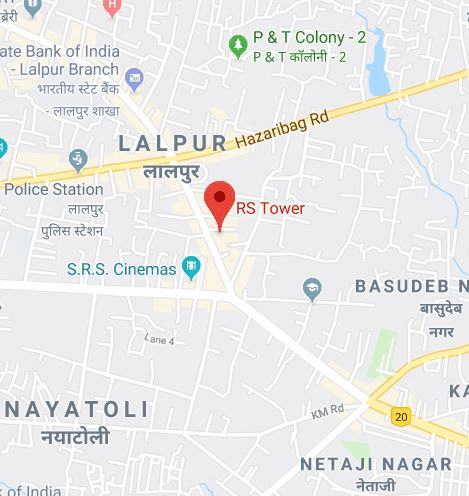 ब्रेरी
P & T Colony - 2
P & T कॉलोनी - 2
ate Bank of India
- Lalpur Branch
भारतीय स्टेट बैंक
- लालपुर शाखा
Hazaribag Rd
LALPUR
लालपुर
Police Station
लालपुर
पुलिस स्टेशन
RS Tower
S.R.S. Cinemas
BASUDEB N
बासुदेब
नगर
Lane 4
KA
NAYATOLI
नयाटोली
KM Rd
20
NETAJI NAGAR
नेताजी
k of India